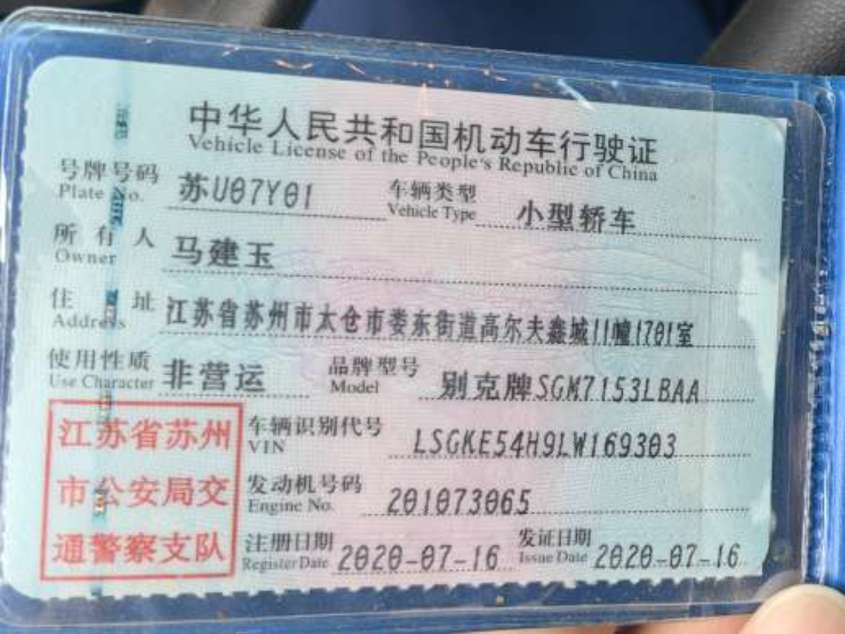 中华人民共和国机动车行驶证
Vehicle License of the People's Republic of China
号牌号码 苏U07Y01 车辆类型 小型轿车
Plate No. Vehicle Type
所有人 马建玉
Owner
住址 江苏省苏州市太仓市娄东街道高尔夫鑫城11幢1701室
Address
使用性质 非营运 品牌型号 别克牌SGM7153LBAA
Use Character Model
江苏省苏州 车辆识别代号 LSGKE54H9LW169303
VIN
市公安局交 发动机号码 201073065
Engine No.
通警察支队 注册日期 2020-07-16 发证日期 2020-07-16
Register Date Issue Date